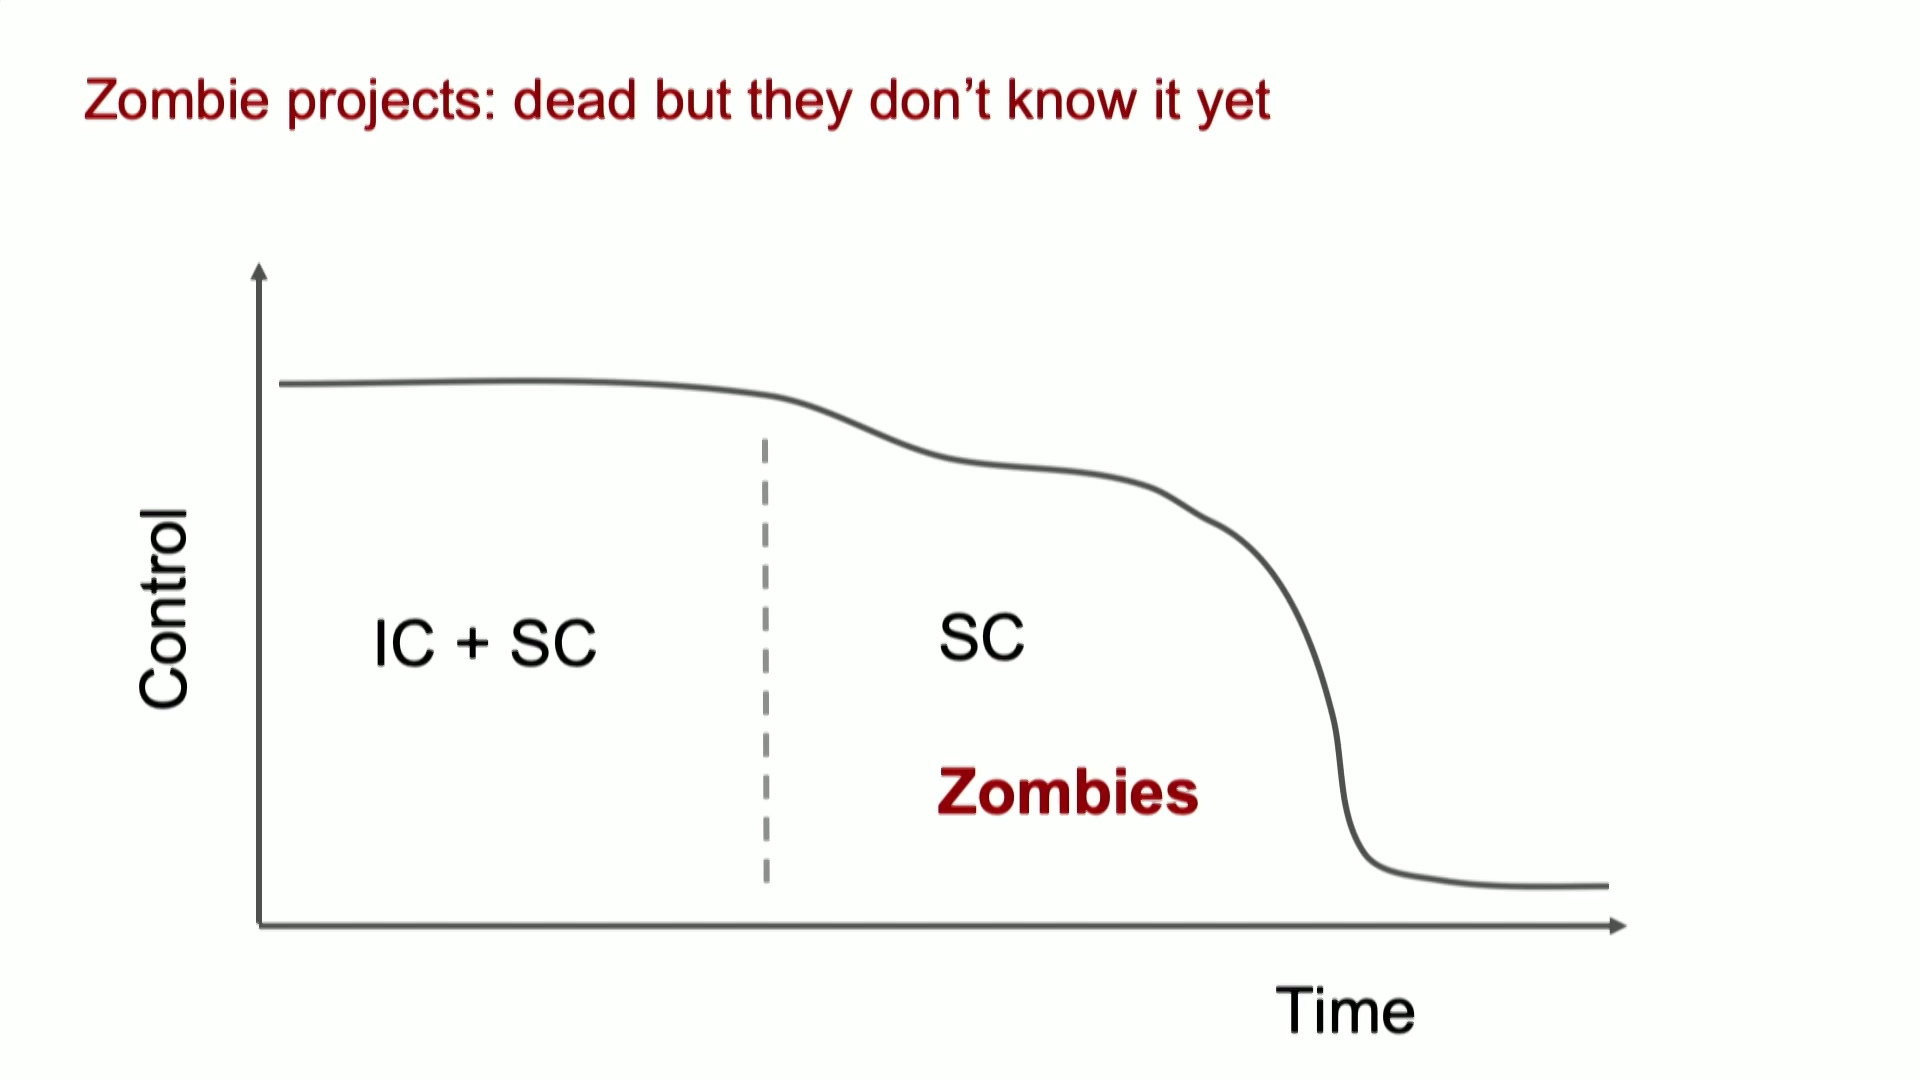 Zombie projects: dead but they don’t know it yet
Control
IC + SC
SC
Zombies
Time